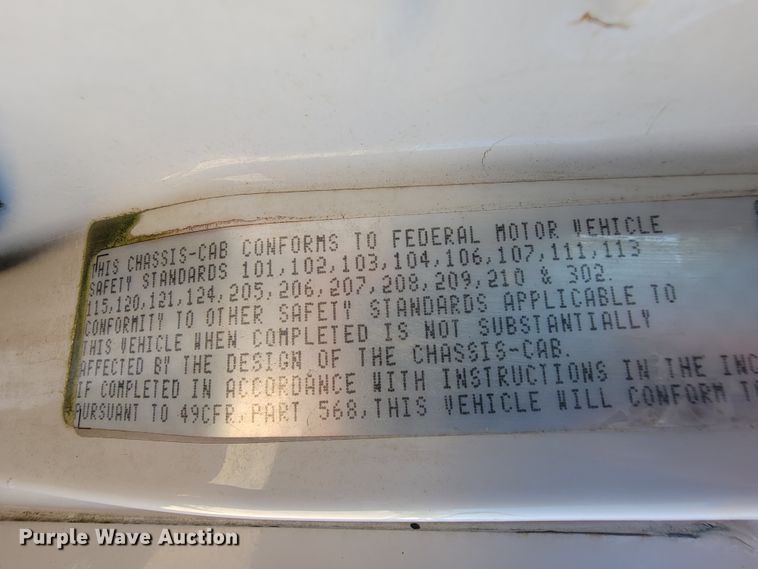 THIS CHASSIS-CAB CONFORMS TO FEDERAL MOTOR VEHICLE
SAFETY STANDARDS 101,102,103,104,106,107,111,113
115,120,121,124,205,206,207,208,209,210 & 302.
CONFORMITY TO OTHER SAFETY STANDARDS APPLICABLE TO
THIS VEHICLE WHEN COMPLETED IS NOT SUBSTANTIALLY
AFFECTED BY THE DESIGN OF THE CHASSIS-CAB.
IF COMPLETED IN ACCORDANCE WITH INSTRUCTIONS IN THE INC
PURSUANT TO 49CFR,PART 568,THIS VEHICLE WILL CONFORM TO
Purple Wave Auction